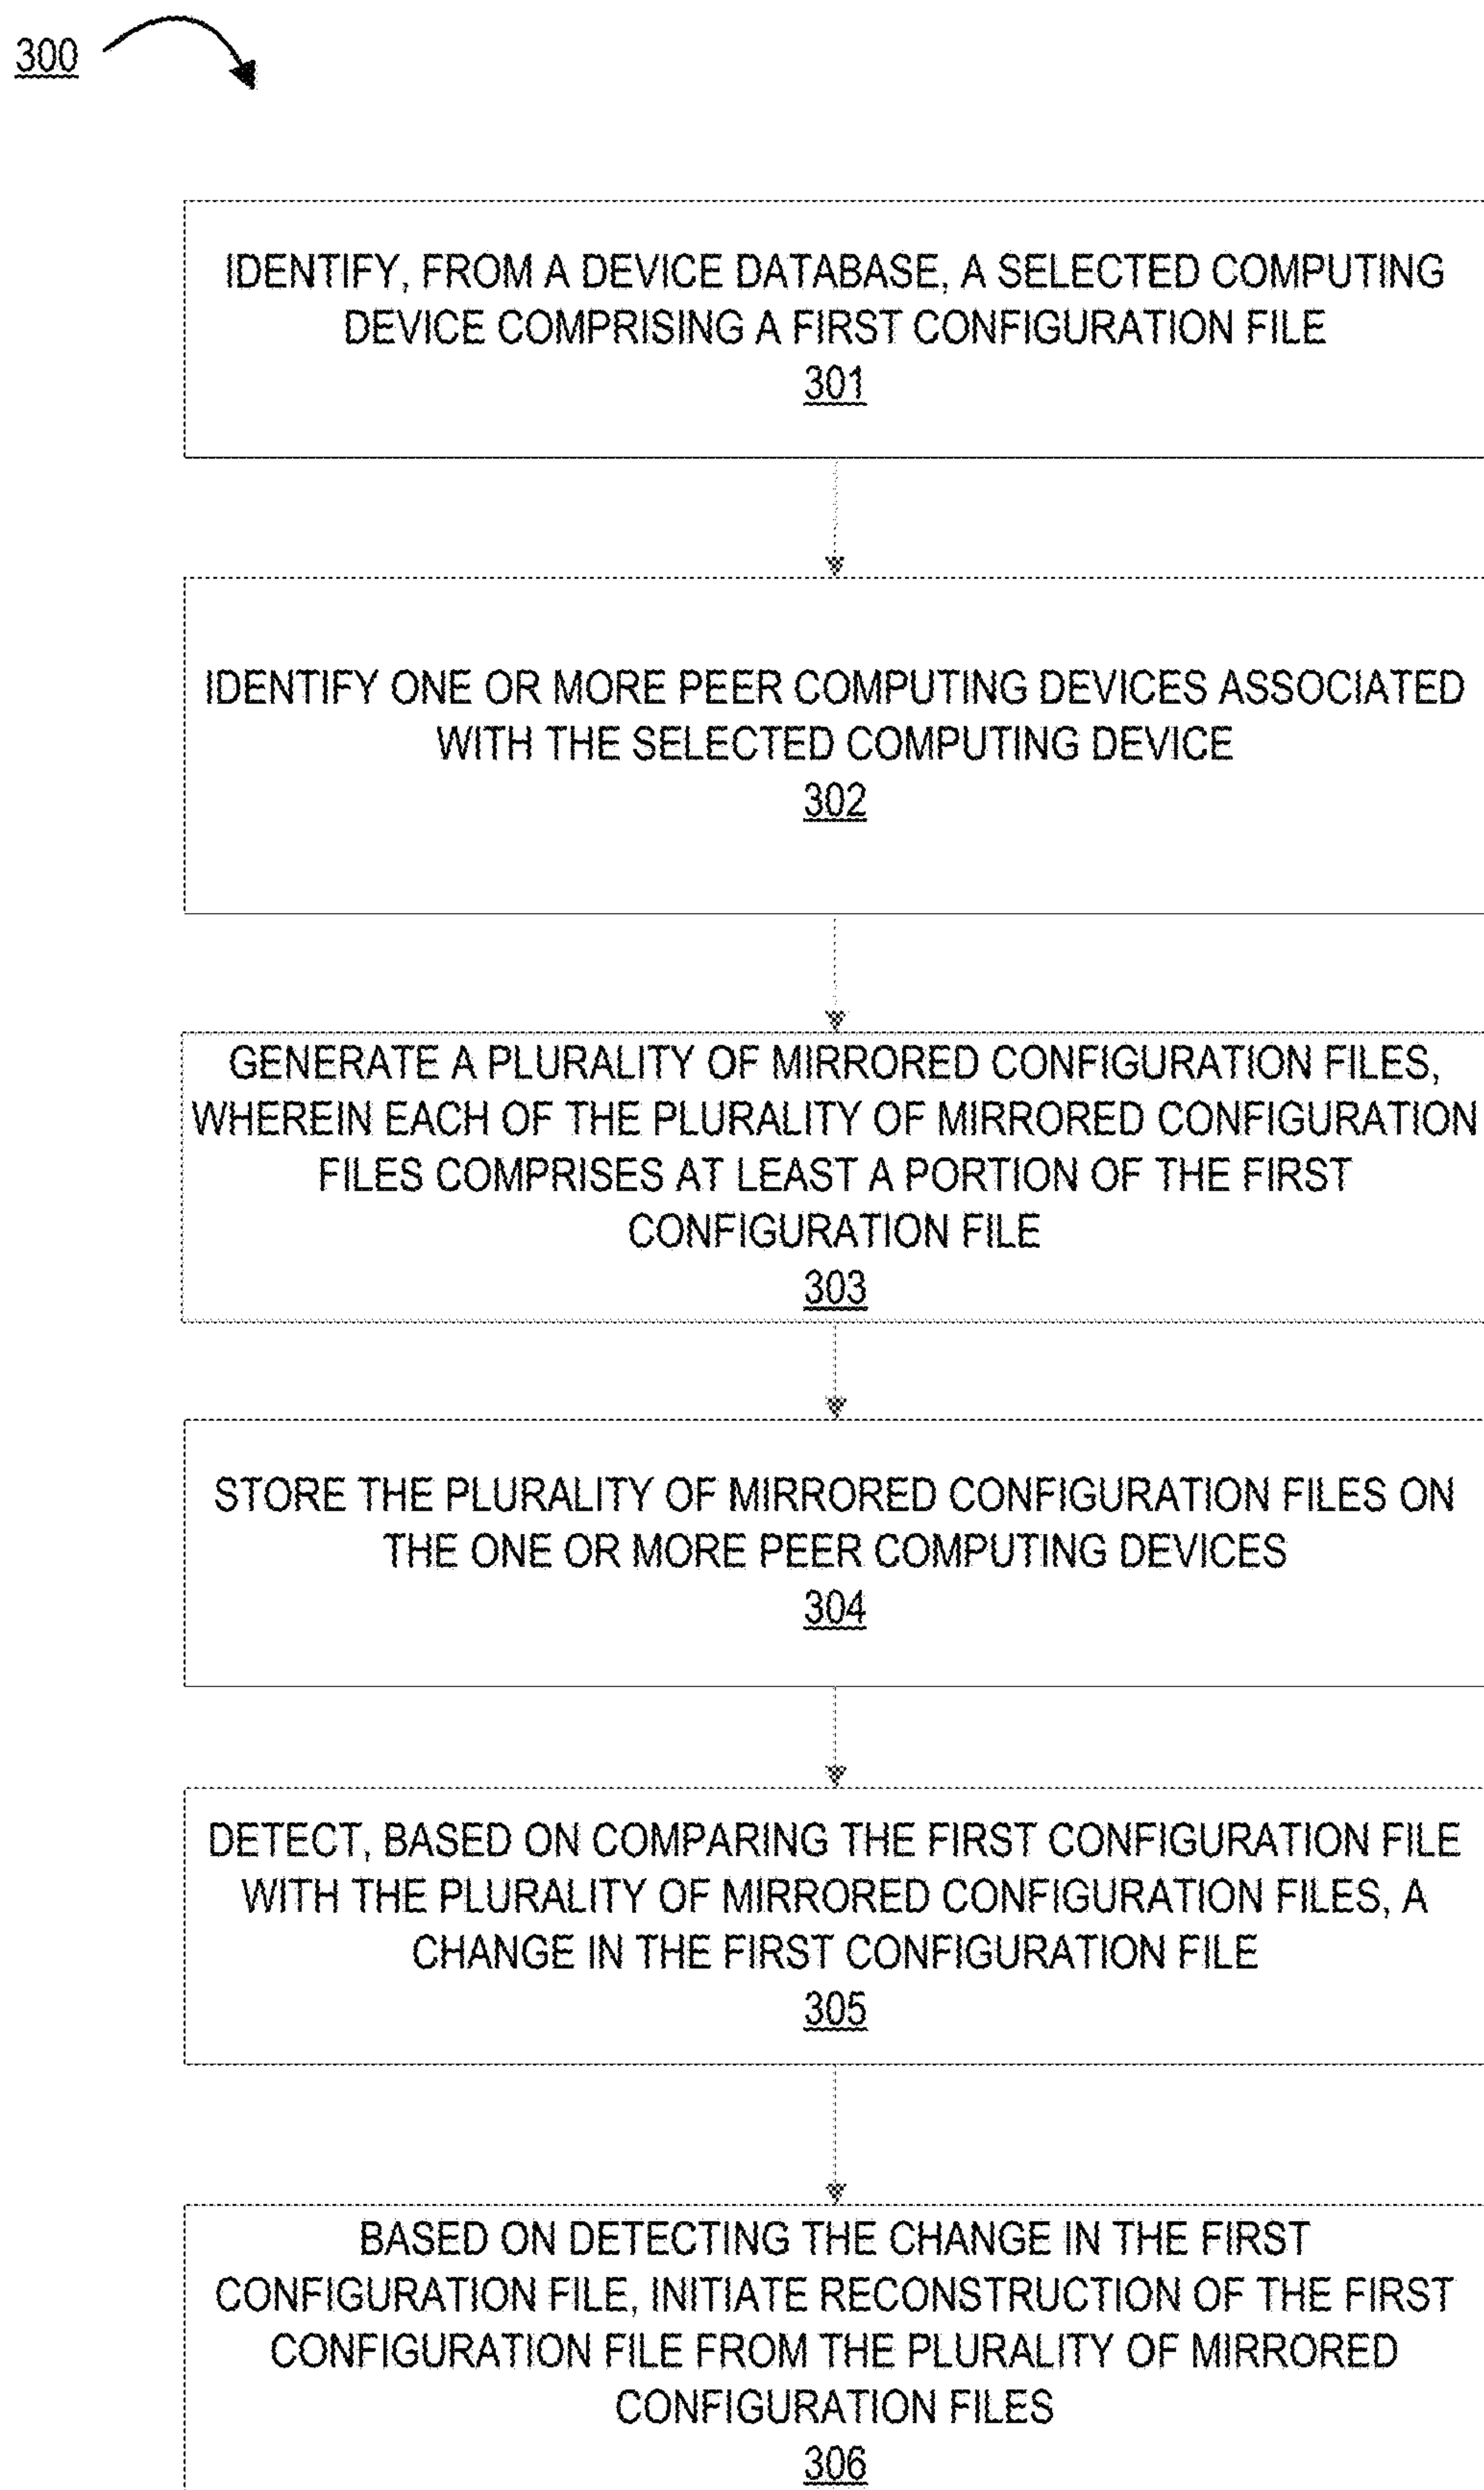 300
IDENTIFY, FROM A DEVICE DATABASE, A SELECTED COMPUTING
DEVICE COMPRISING A FIRST CONFIGURATION FILE
301
IDENTIFY ONE OR MORE PEER COMPUTING DEVICES ASSOCIATED
WITH THE SELECTED COMPUTING DEVICE
302
GENERATE A PLURALITY OF MIRRORED CONFIGURATION FILES,
WHEREIN EACH OF THE PLURALITY OF MIRRORED CONFIGURATION
FILES COMPRISES AT LEAST A PORTION OF THE FIRST
CONFIGURATION FILE
303
STORE THE PLURALITY OF MIRRORED CONFIGURATION FILES ON
THE ONE OR MORE PEER COMPUTING DEVICES
304
DETECT, BASED ON COMPARING THE FIRST CONFIGURATION FILE
WITH THE PLURALITY OF MIRRORED CONFIGURATION FILES, A
CHANGE IN THE FIRST CONFIGURATION FILE
305
BASED ON DETECTING THE CHANGE IN THE FIRST
CONFIGURATION FILE, INITIATE RECONSTRUCTION OF THE FIRST
CONFIGURATION FILE FROM THE PLURALITY OF MIRRORED
CONFIGURATION FILES
306